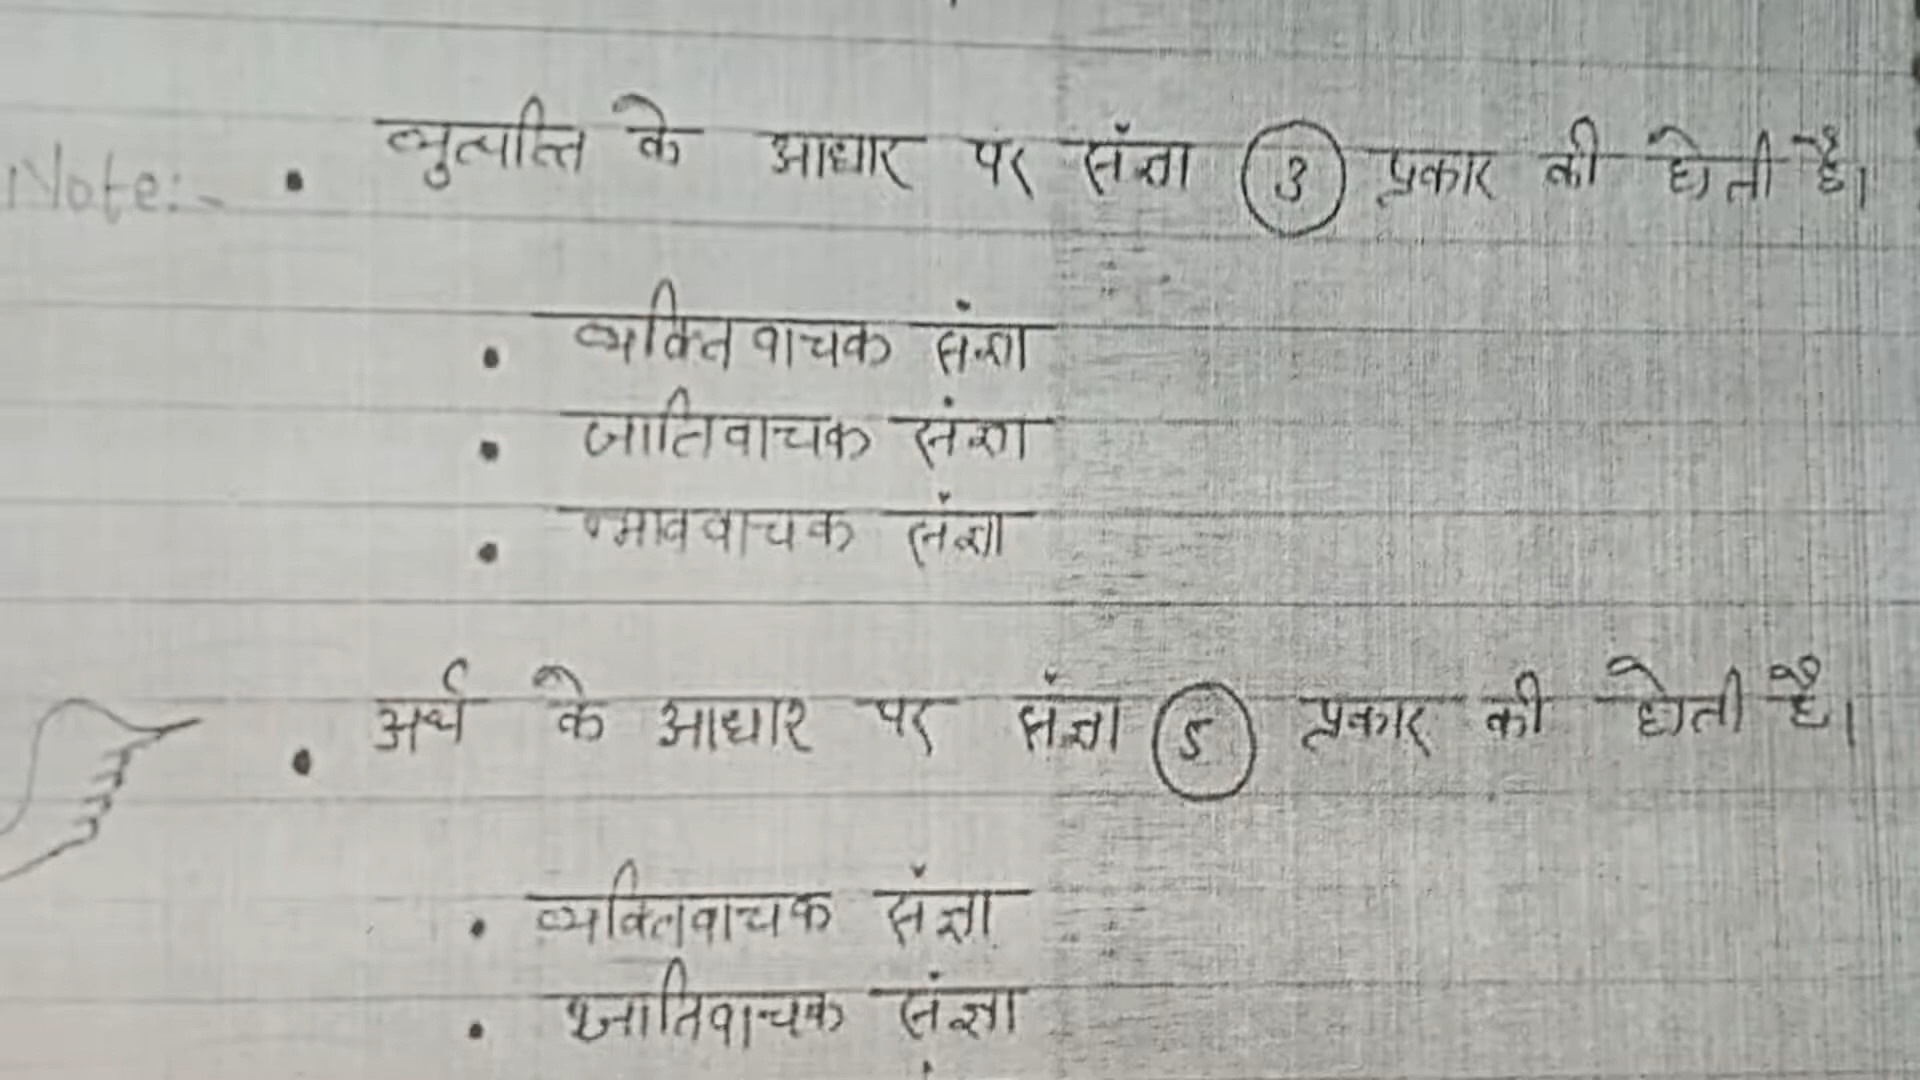 Note:- • व्युत्पत्ति के आधार पर संज्ञा 3 प्रकार की होती है।
• व्यक्तिवाचक संज्ञा
• जातिवाचक संज्ञा
• भाववाचक संज्ञा
• अर्थ के आधार पर संज्ञा 5 प्रकार की होती है।
• व्यक्तिवाचक संज्ञा
• जातिवाचक संज्ञा